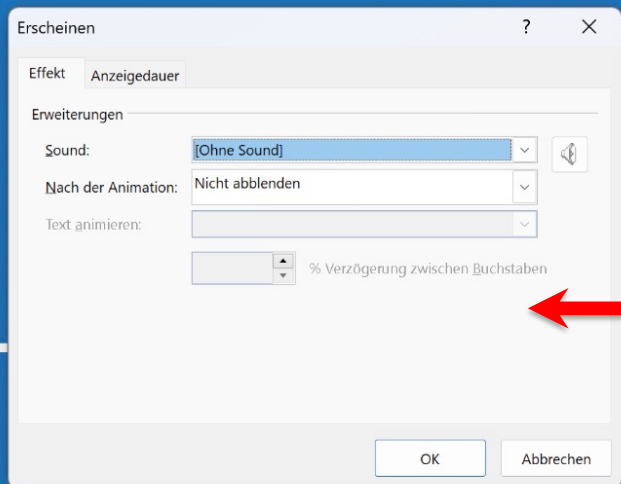 Erscheinen ?
Effekt Anzeigedauer
Erweiterungen
Sound: [Ohne Sound]
Nach der Animation: Nicht abblenden
Text animieren:
% Verzögerung zwischen Buchstaben
OK Abbrechen